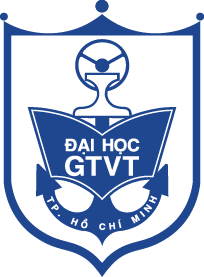 ĐẠI HỌC
GTVT
TP. HỒ CHÍ MINH